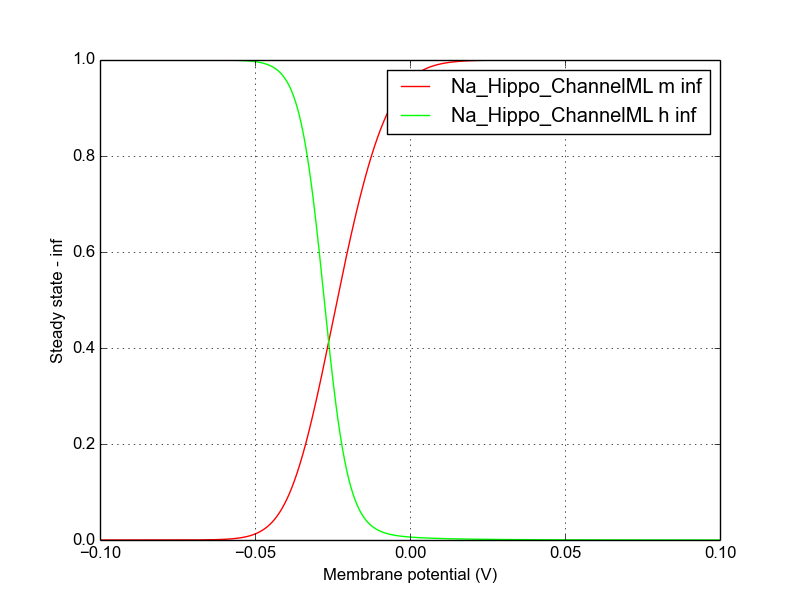 Na_Hippo_ChannelML m inf
Na_Hippo_ChannelML h inf
1.0
0.8
0.6
0.4
0.2
0.0
Steady state - inf
−0.10 −0.05 0.00 0.05 0.10
Membrane potential (V)